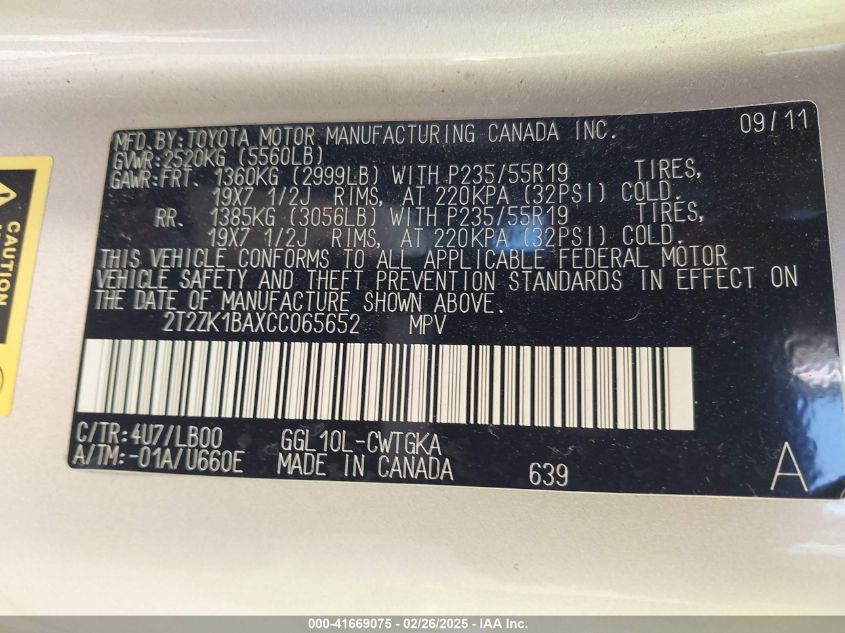 MFD.BY:TOYOTA MOTOR MANUFACTURING CANADA INC. 09/11
GVWR:2520KG (5560LB)
GAWR:FRT. 1360KG (2999LB) WITH P235/55R19 TIRES,
19X7 1/2J RIMS, AT 220KPA (32PSI) COLD.
RR. 1385KG (3056LB) WITH P235/55R19 TIRES,
19X7 1/2J RIMS, AT 220KPA (32PSI) COLD.
THIS VEHICLE CONFORMS TO ALL APPLICABLE FEDERAL MOTOR
VEHICLE SAFETY AND THEFT PREVENTION STANDARDS IN EFFECT ON
THE DATE OF MANUFACTURE SHOWN ABOVE.
2T2ZK1BAXCC065652 MPV
C/TR:4U7/LB00 GGL10L-CWTGKA
A/TM:-01A/U660E MADE IN CANADA 639 A
CAUTION
000-41669075 - 02/26/2025 - IAA Inc.